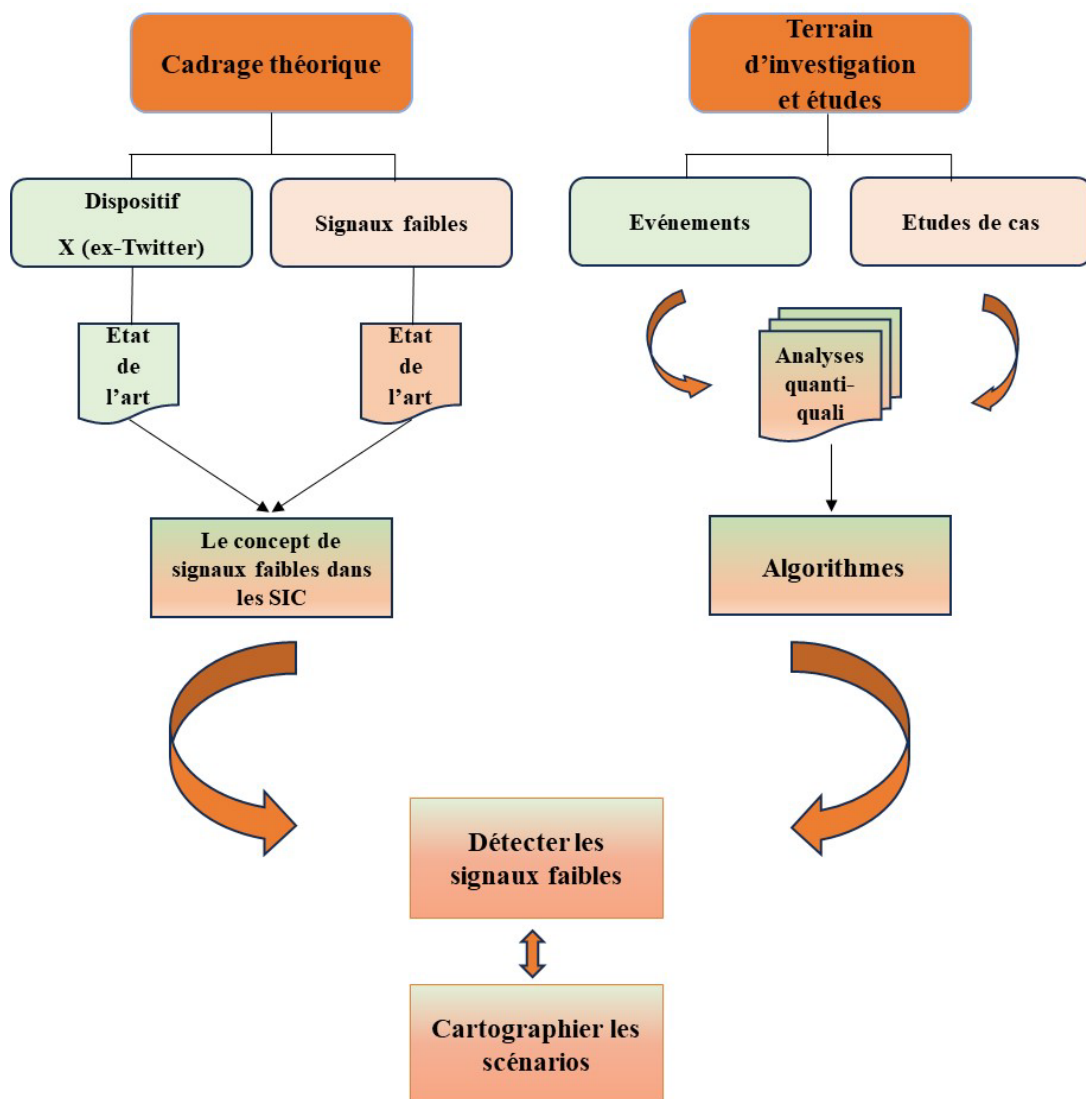 Cadrage théorique
Terrain
d’investigation
et études
Dispositif
X (ex-Twitter)
Signaux faibles
Evénements
Etudes de cas
Etat
de
l’art
Etat
de
l’art
Analyses
quanti-
quali
Le concept de
signaux faibles dans
les SIC
Algorithmes
Détecter les
signaux faibles
Cartographier les
scénarios